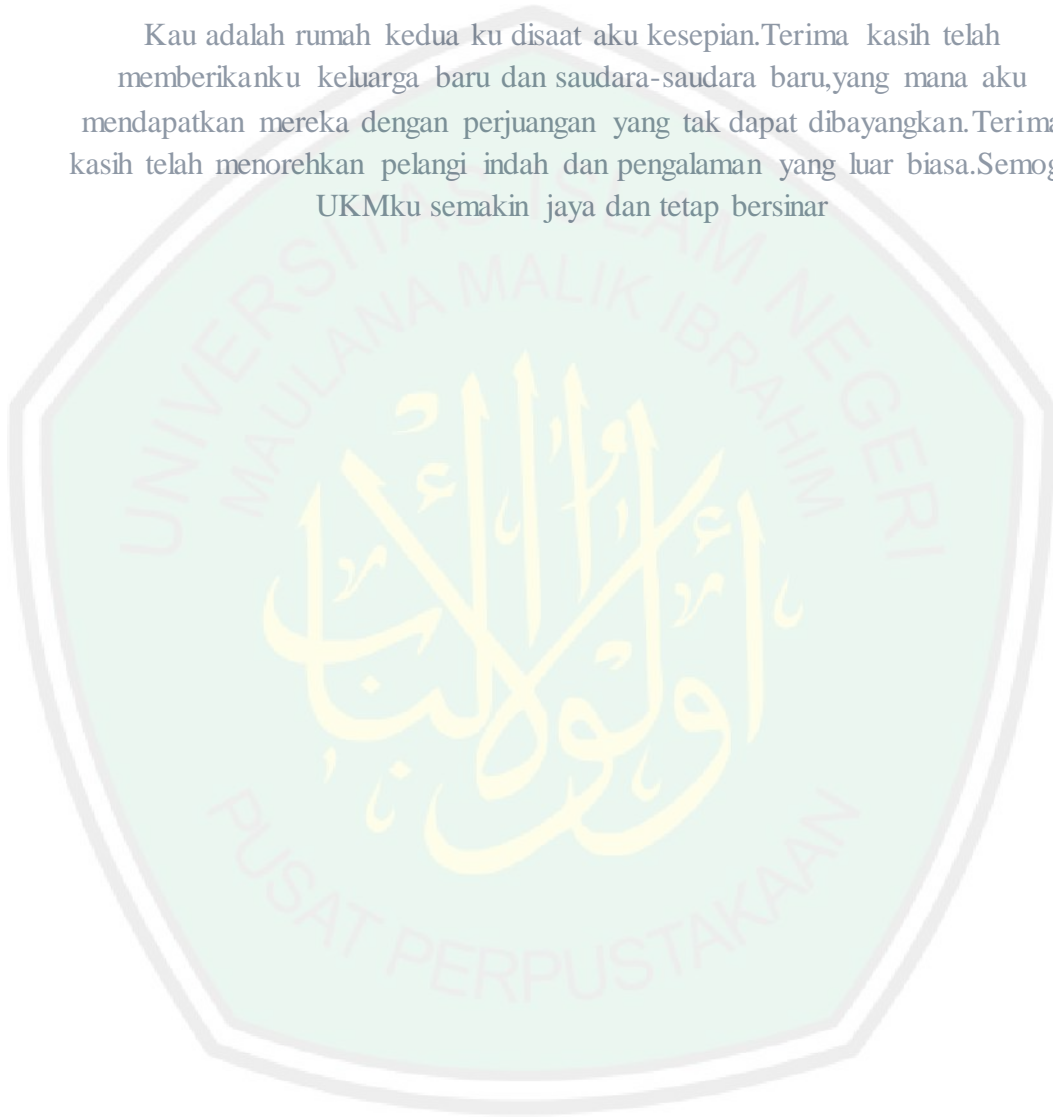 Kau adalah rumah kedua ku disaat aku kesepian.Terima kasih telah
memberikanku keluarga baru dan saudara-saudara baru,yang mana aku
mendapatkan mereka dengan perjuangan yang tak dapat dibayangkan.Terima
kasih telah menorehkan pelangi indah dan pengalaman yang luar biasa.Semog
UKMku semakin jaya dan tetap bersinar
UNIVERSITAS ISLAM NEGERI
MAULANA MALIK IBRAHIM
أولوا الألباب
PUSAT PERPUSTAKAAN